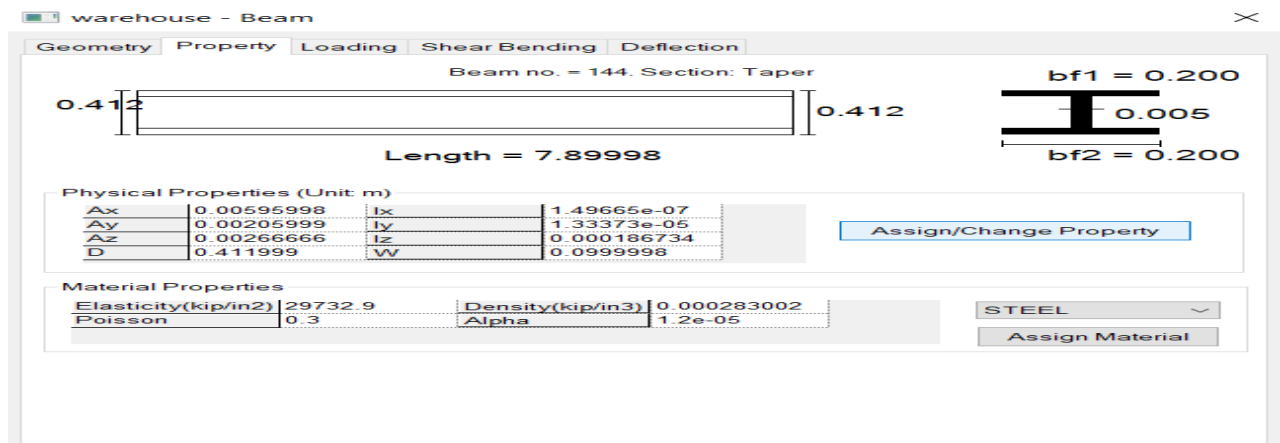 warehouse - Beam
Geometry Property Loading Shear Bending Deflection
Beam no. = 144. Section: Taper
bf1 = 0.200
0.412
0.412
0.005
Length = 7.89998
bf2 = 0.200
Physical Properties (Unit: m)
Ax 0.00595998 Ix 1.49665e-07
Ay 0.00205999 Iy 1.33373e-05
Az 0.00266666 Iz 0.000186734
D 0.411999 W 0.0999998
Assign/Change Property
Material Properties
Elasticity(kip/in2) 29732.9 Density(kip/in3) 0.000283002
Poisson 0.3 Alpha 1.2e-05
STEEL
Assign Material